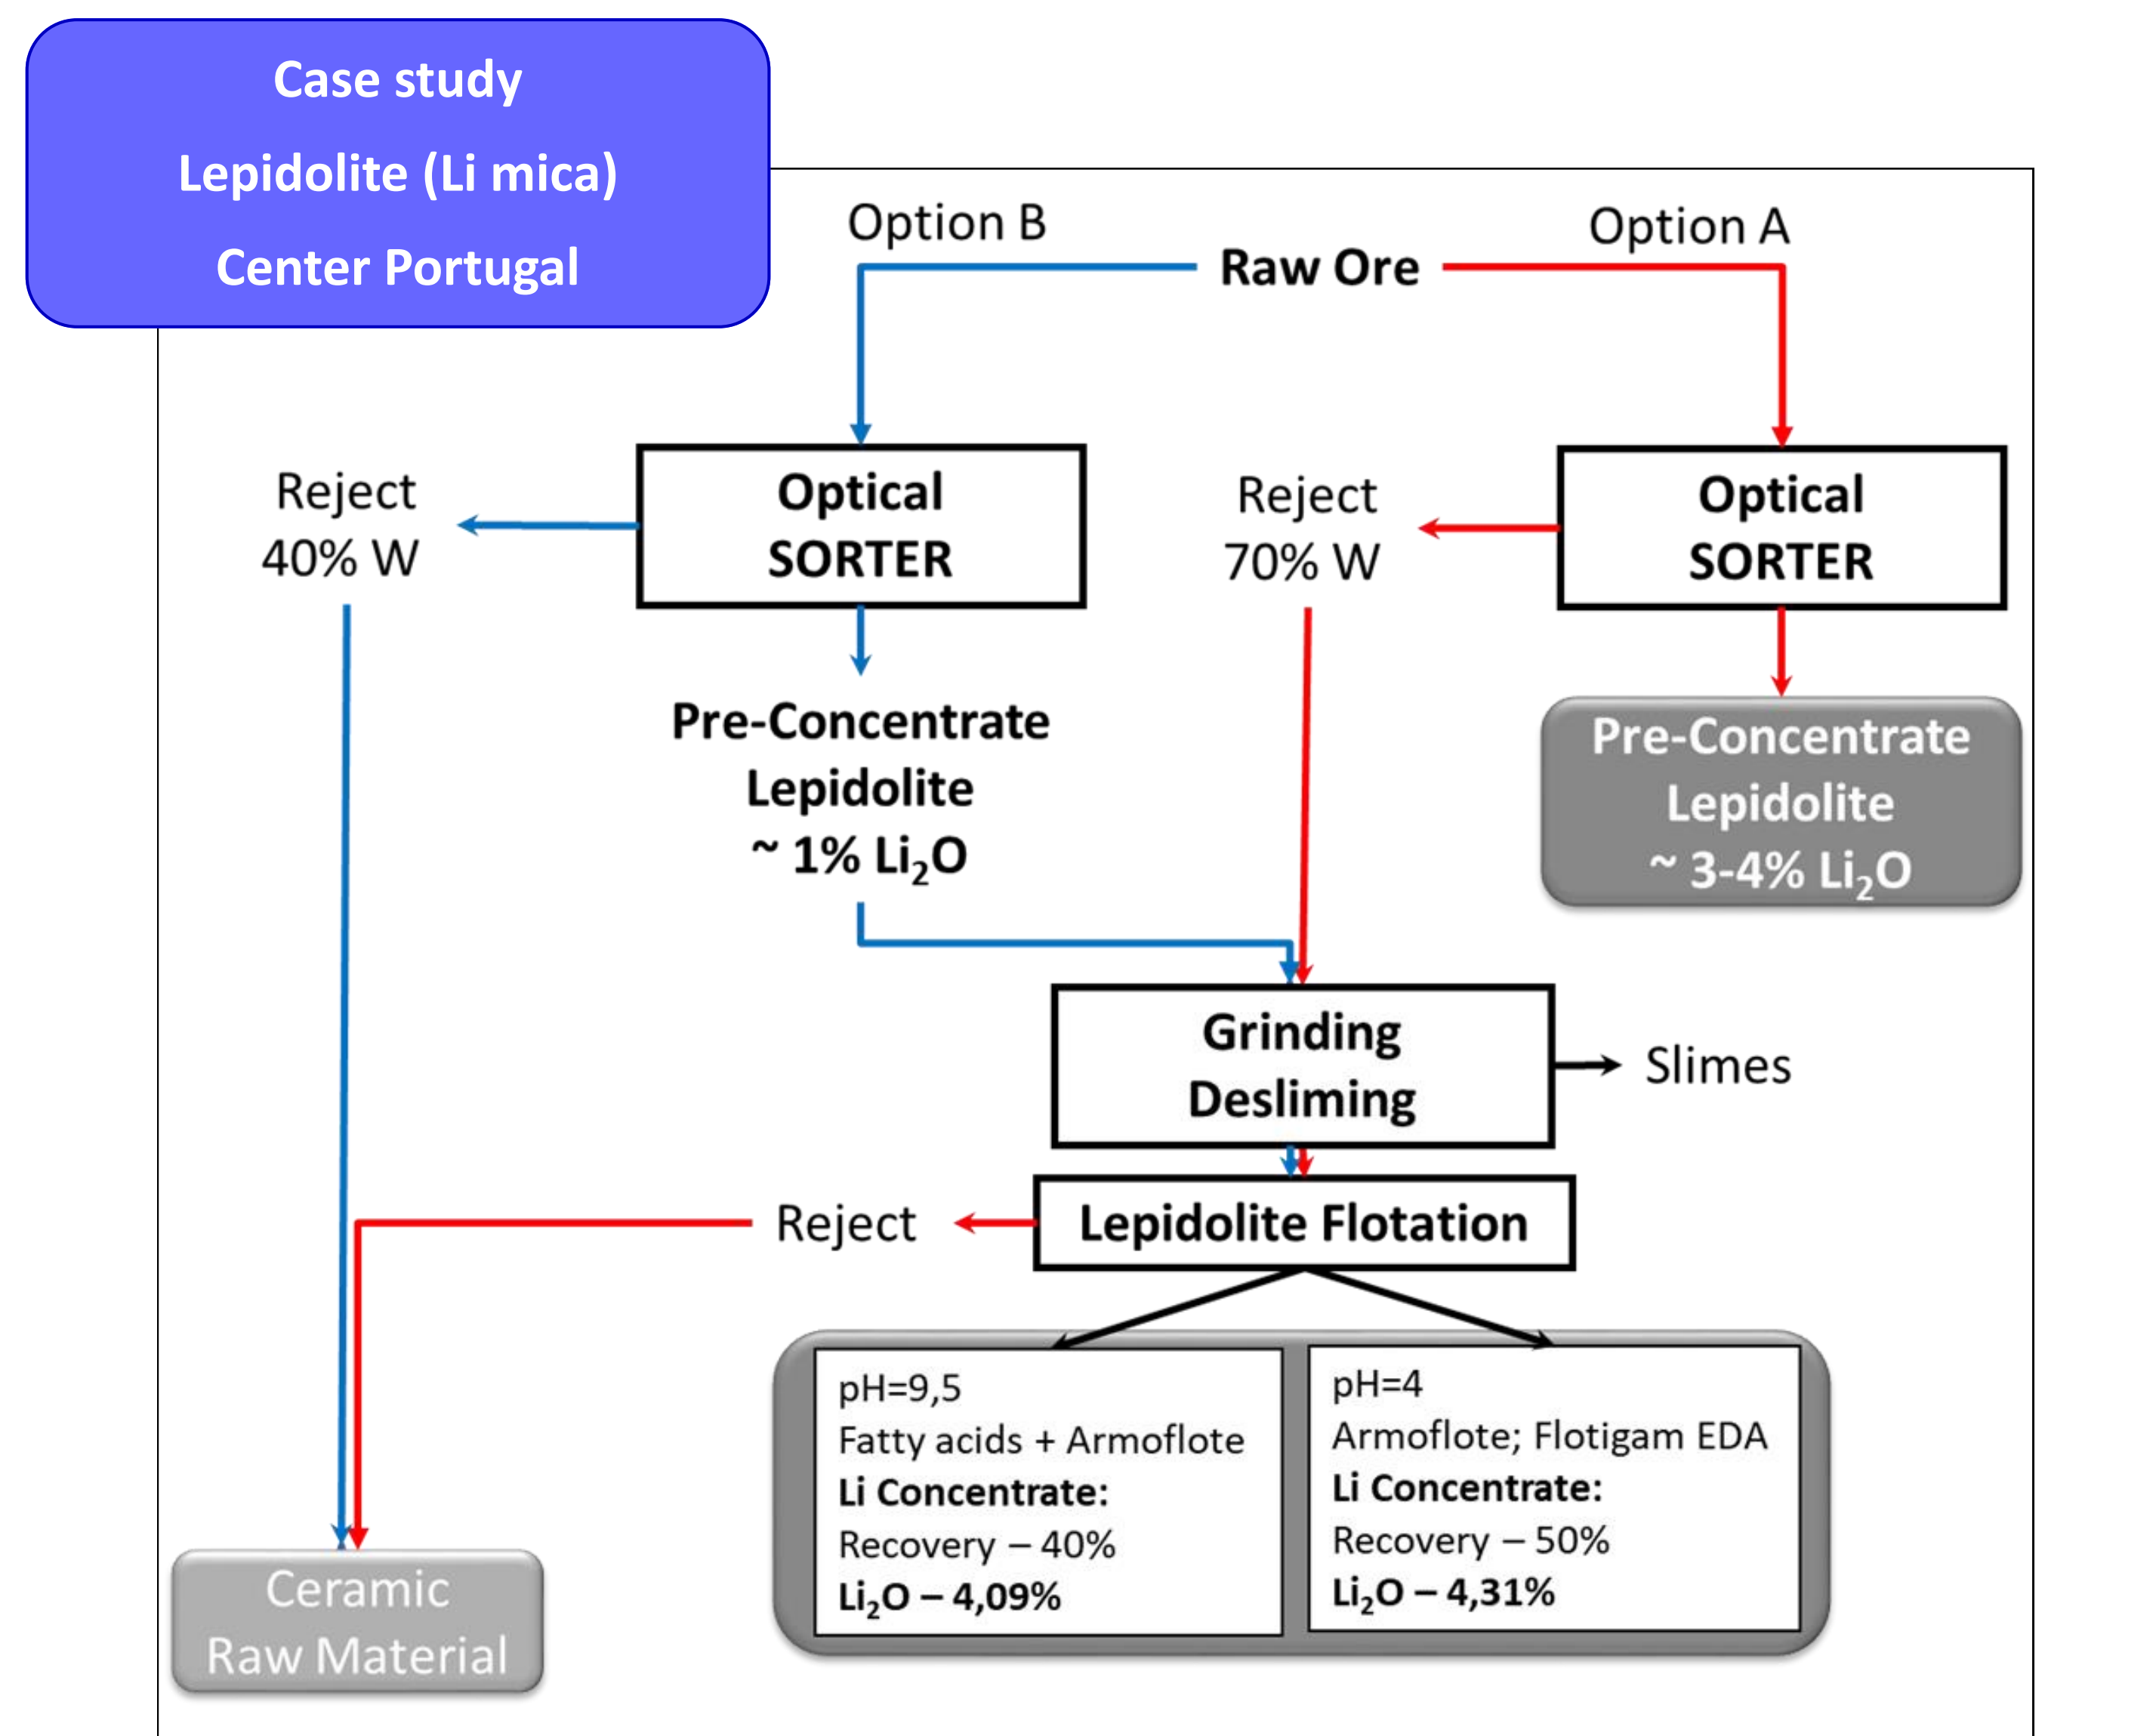 Case study
Lepidolite (Li mica)
Center Portugal
Option B
Raw Ore
Option A
Reject
40% W
Optical
SORTER
Reject
70% W
Optical
SORTER
Pre-Concentrate
Lepidolite
~ 1% Li₂O
Pre-Concentrate
Lepidolite
~ 3-4% Li₂O
Grinding
Desliming
Slimes
Reject
Lepidolite Flotation
pH=9,5
Fatty acids + Armoflote
Li Concentrate:
Recovery – 40%
Li₂O – 4,09%
pH=4
Armoflote; Flotigam EDA
Li Concentrate:
Recovery – 50%
Li₂O – 4,31%
Ceramic
Raw Material